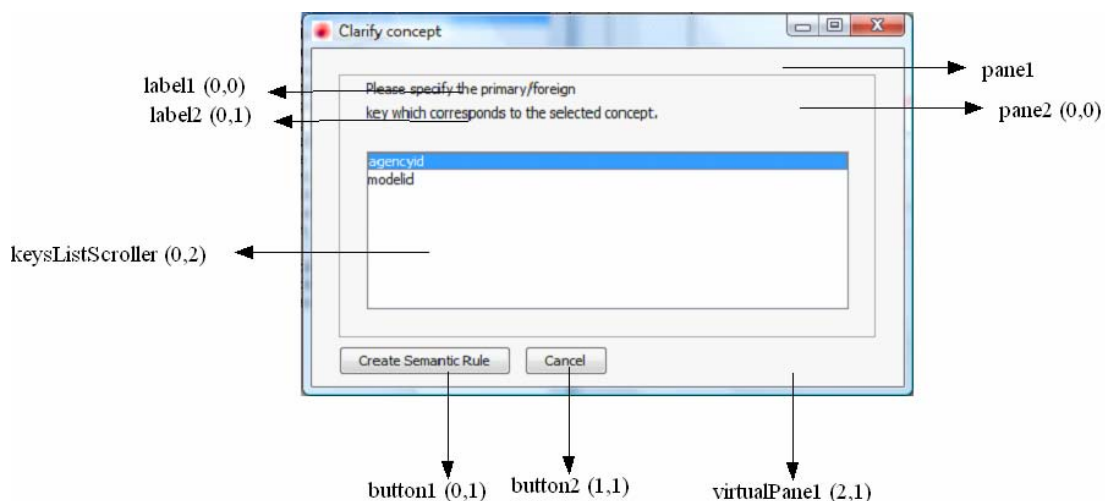 Clarify concept
pane1
label1 (0,0)
Please specify the primary/foreign
pane2 (0,0)
label2 (0,1)
key which corresponds to the selected concept.
agencyid
modelid
keysListScroller (0,2)
Create Semantic Rule
Cancel
button1 (0,1)
button2 (1,1)
virtualPane1 (2,1)